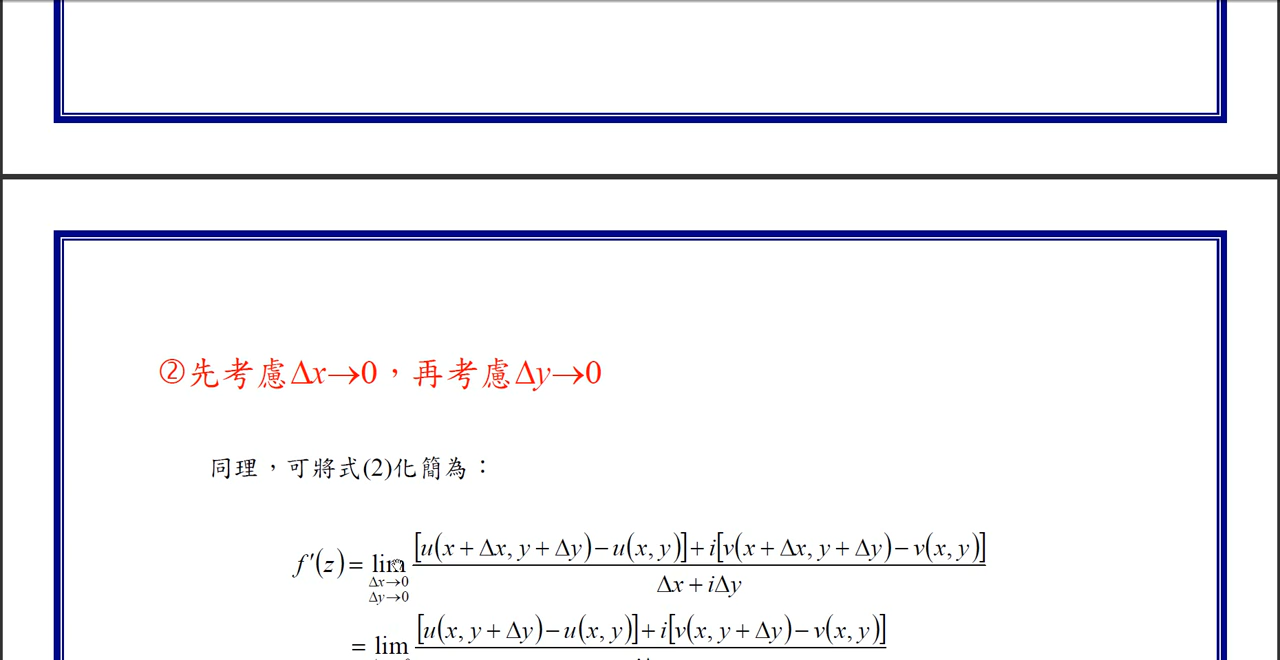 ②先考慮Δx→0，再考慮Δy→0
同理，可將式(2)化簡為：
f′(z)= lim Δx→0 Δy→0 [u(x+Δx, y+Δy)−u(x, y)]+i[v(x+Δx, y+Δy)−v(x, y)] / Δx+iΔy
= lim [u(x, y+Δy)−u(x, y)]+i[v(x, y+Δy)−v(x, y)]